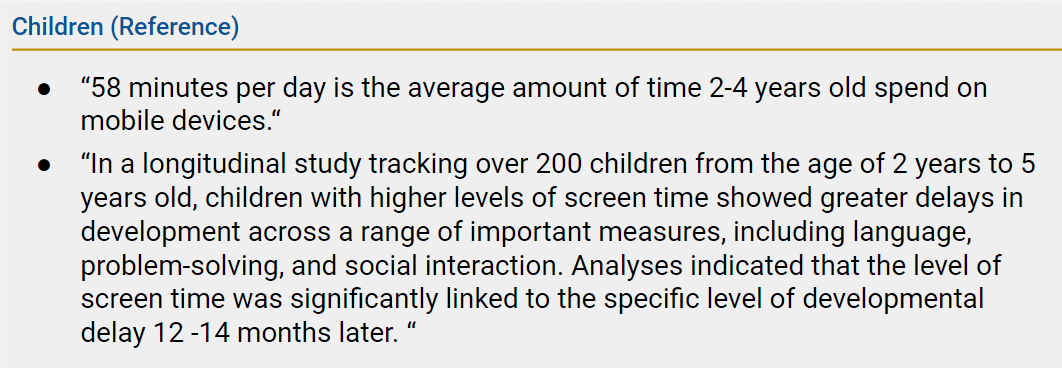 Children (Reference)
● “58 minutes per day is the average amount of time 2-4 years old spend on
mobile devices.“
● “In a longitudinal study tracking over 200 children from the age of 2 years to 5
years old, children with higher levels of screen time showed greater delays in
development across a range of important measures, including language,
problem-solving, and social interaction. Analyses indicated that the level of
screen time was significantly linked to the specific level of developmental
delay 12 -14 months later. “